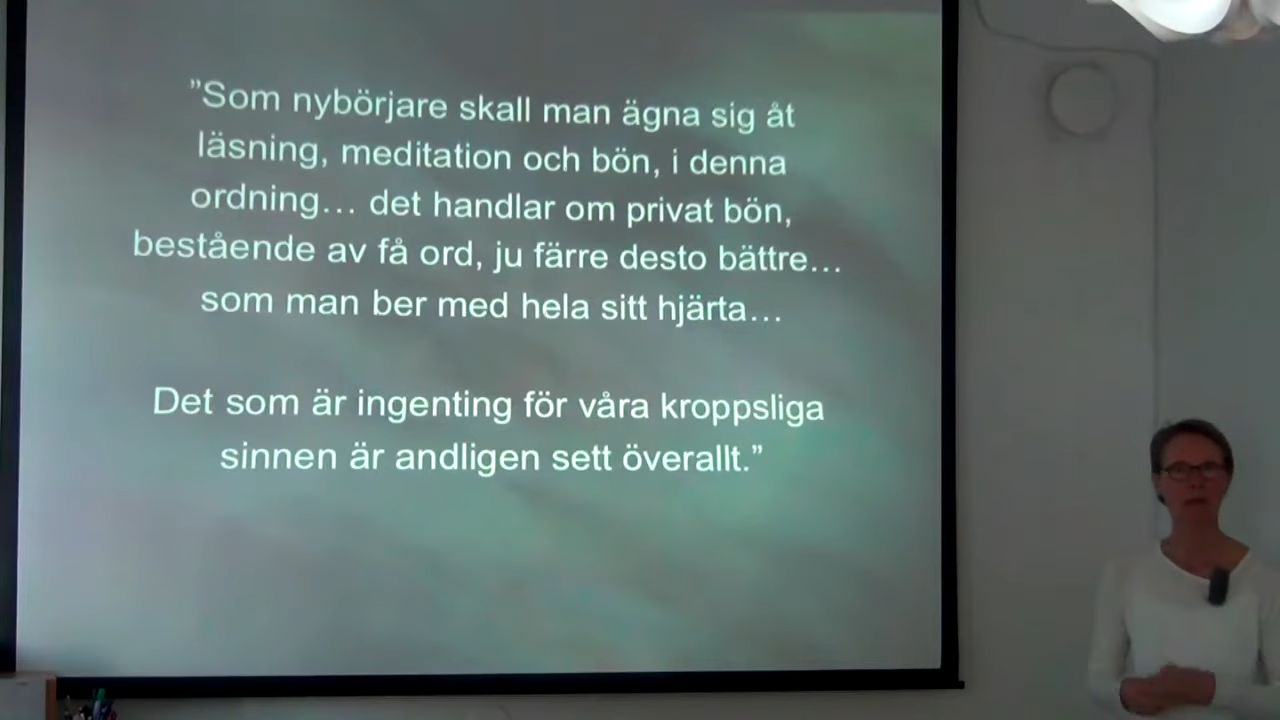 ”Som nybörjare skall man ägna sig åt
läsning, meditation och bön, i denna
ordning… det handlar om privat bön,
bestående av få ord, ju färre desto bättre…
som man ber med hela sitt hjärta…
Det som är ingenting för våra kroppsliga
sinnen är andligen sett överallt.”